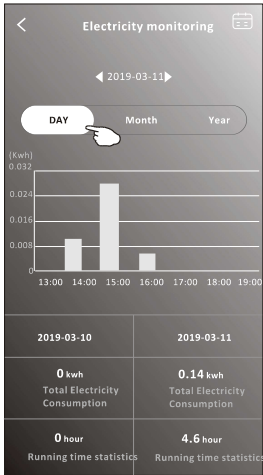 Electricity monitoring
2019-03-11
DAY Month Year
(Kwh)
0.032
0.024
0.016
0.008
0
13:00 14:00 15:00 16:00 17:00 18:00 19:00
2019-03-10 2019-03-11
0 kwh 0.14 kwh
Total Electricity Total Electricity
Consumption Consumption
0 hour 4.6 hour
Running time statistics Running time statistics